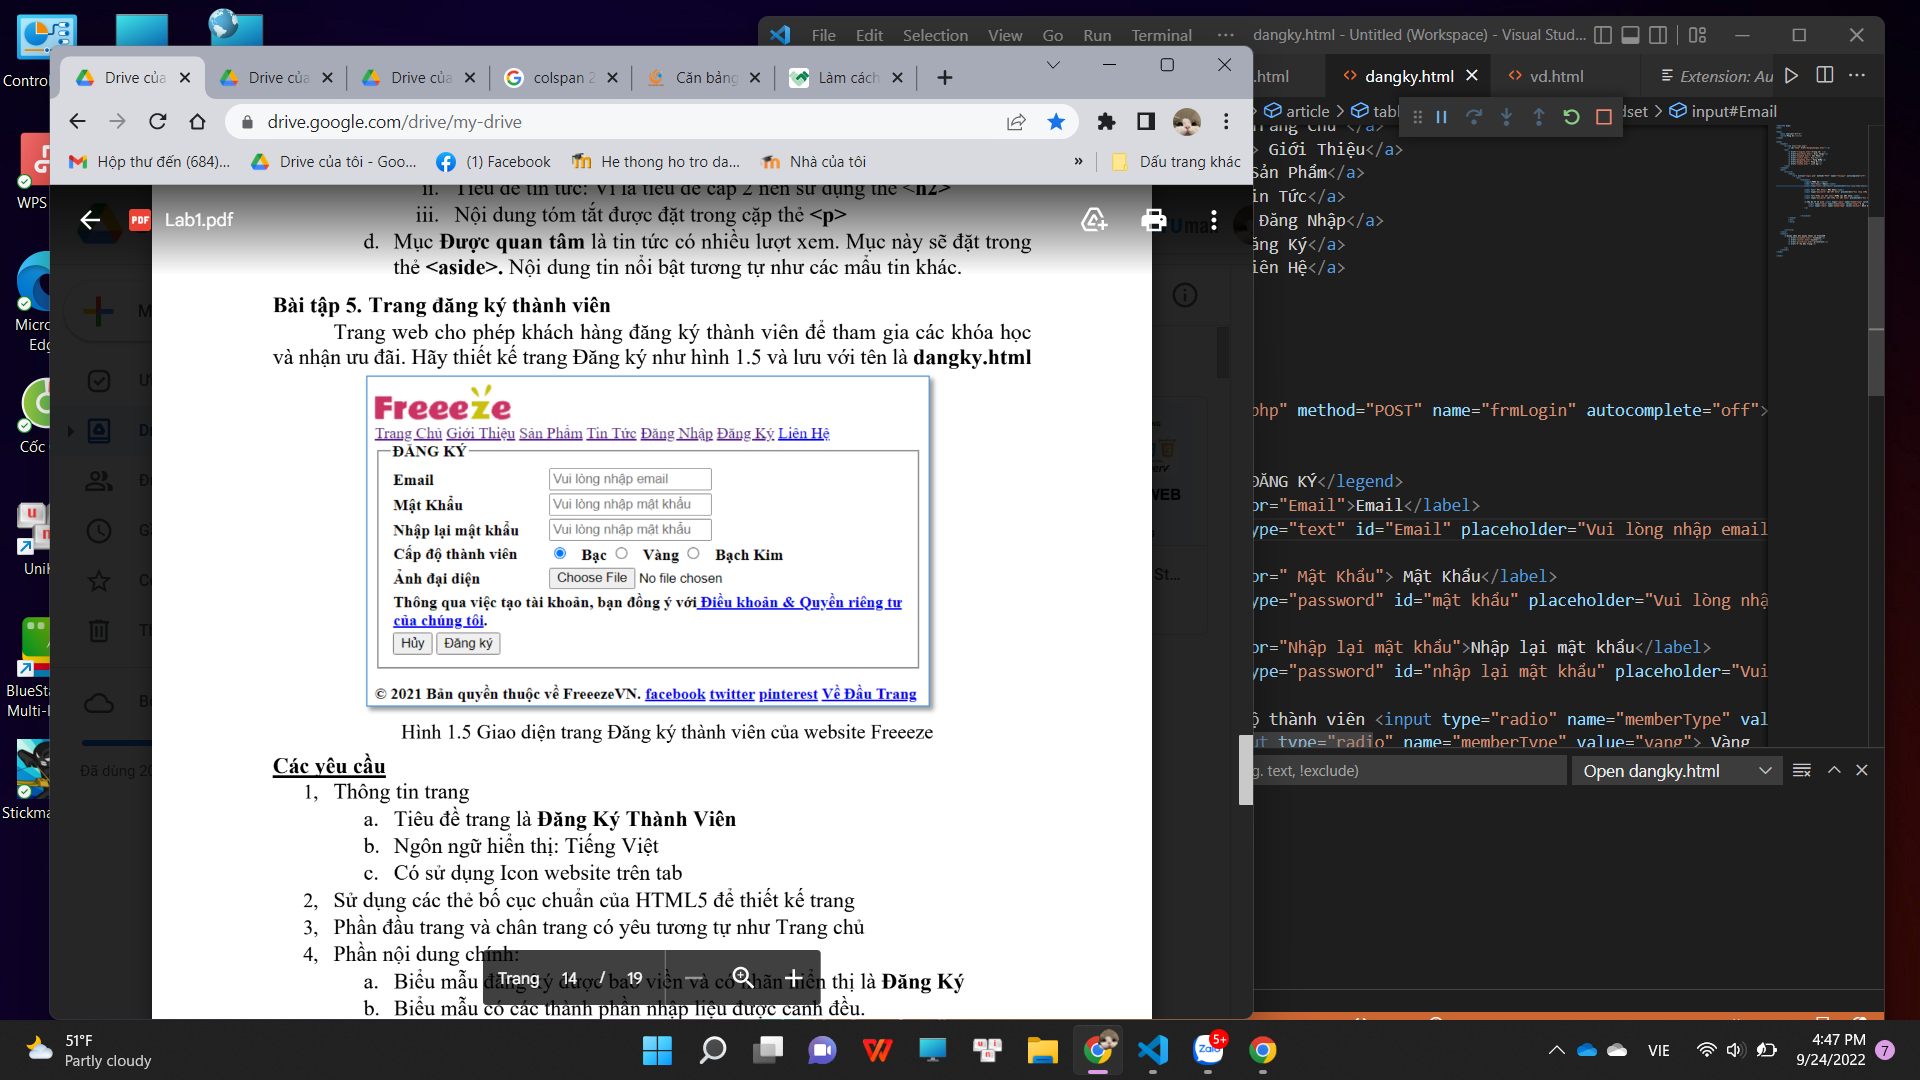 Control
WPS
Micro
Edg
Cốc
Uni
BlueSta
Multi-I
Stickma
Drive của
Drive của
Drive của
colspan 2
Căn bảng
Làm cách
drive.google.com/drive/my-drive
Hộp thư đến (684)...
Drive của tôi - Goo...
(1) Facebook
He thong ho tro da...
Nhà của tôi
»
Dấu trang khác
PDF
Lab1.pdf
ii. Tiêu đề tin tức: Vì là tiêu đề cấp 2 nên sử dụng thẻ <h2>
iii. Nội dung tóm tắt được đặt trong cặp thẻ <p>
d. Mục Được quan tâm là tin tức có nhiều lượt xem. Mục này sẽ đặt trong
thẻ <aside>. Nội dung tin nổi bật tương tự như các mẩu tin khác.
Bài tập 5. Trang đăng ký thành viên
Trang web cho phép khách hàng đăng ký thành viên để tham gia các khóa học
và nhận ưu đãi. Hãy thiết kế trang Đăng ký như hình 1.5 và lưu với tên là dangky.html
Freeeze
Trang Chủ Giới Thiệu Sản Phẩm Tin Tức Đăng Nhập Đăng Ký Liên Hệ
ĐĂNG KÝ
Email Vui lòng nhập email
Mật Khẩu Vui lòng nhập mật khẩu
Nhập lại mật khẩu Vui lòng nhập mật khẩu
Cấp độ thành viên Bạc Vàng Bạch Kim
Ảnh đại diện Choose File No file chosen
Thông qua việc tạo tài khoản, bạn đồng ý với Điều khoản & Quyền riêng tư
của chúng tôi.
Hủy Đăng ký
© 2021 Bản quyền thuộc về FreeezeVN. facebook twitter pinterest Về Đầu Trang
Hình 1.5 Giao diện trang Đăng ký thành viên của website Freeeze
Các yêu cầu
1, Thông tin trang
a. Tiêu đề trang là Đăng Ký Thành Viên
b. Ngôn ngữ hiển thị: Tiếng Việt
c. Có sử dụng Icon website trên tab
2, Sử dụng các thẻ bố cục chuẩn của HTML5 để thiết kế trang
3, Phần đầu trang và chân trang có yêu tương tự như Trang chủ
4, Phần nội dung chính:
a. Biểu mẫu đăng ký được bao viền và có nhãn hiển thị là Đăng Ký
b. Biểu mẫu có các thành phần nhập liệu được canh đều.
Trang 14 / 19
Đã dùng 20
WEB
St...
File Edit Selection View Go Run Terminal ···
dangky.html - Untitled (Workspace) - Visual Stud...
.html
dangky.html
vd.html
Extension: Au
article > tab
dset > input#Email
Trang Chủ </a>
> Giới Thiệu</a>
Sản Phẩm</a>
in Tức</a>
Đăng Nhập</a>
ăng Ký</a>
iên Hệ</a>
php" method="POST" name="frmLogin" autocomplete="off">
ĐĂNG KÝ</legend>
or="Email">Email</label>
ype="text" id="Email" placeholder="Vui lòng nhập email
or=" Mật Khẩu"> Mật Khẩu</label>
ype="password" id="mật khẩu" placeholder="Vui lòng nhậ
or="Nhập lại mật khẩu">Nhập lại mật khẩu</label>
ype="password" id="nhập lại mật khẩu" placeholder="Vui
ộ thành viên <input type="radio" name="memberType" val
ut type="radio" name="memberType" value="vang"> Vàng
g. text, !exclude)
Open dangky.html
51°F
Partly cloudy
Zalo
5+
VIE
4:47 PM
9/24/2022
7